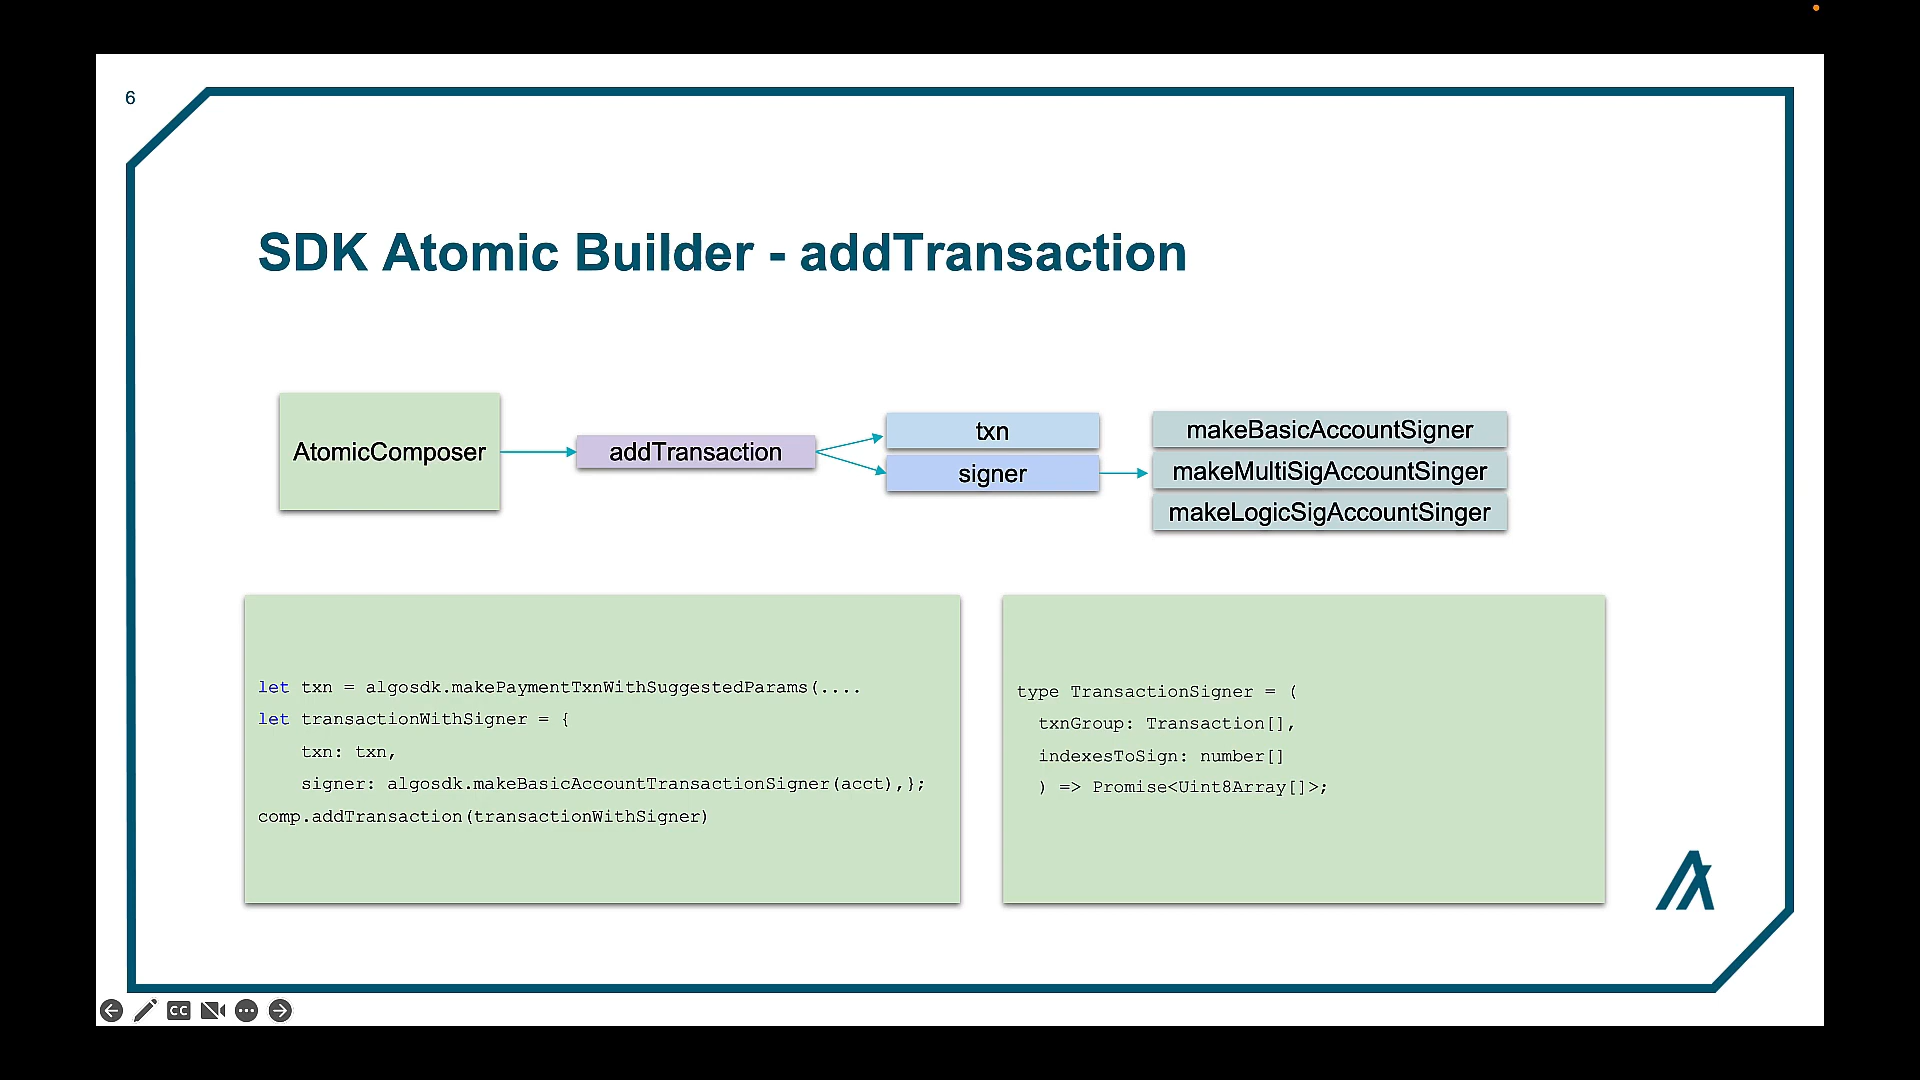 6
SDK Atomic Builder - addTransaction
AtomicComposer
addTransaction
txn
signer
makeBasicAccountSigner
makeMultiSigAccountSinger
makeLogicSigAccountSinger
let txn = algosdk.makePaymentTxnWithSuggestedParams(....
let transactionWithSigner = {
    txn: txn,
    signer: algosdk.makeBasicAccountTransactionSigner(acct),};
comp.addTransaction(transactionWithSigner)
type TransactionSigner = (
  txnGroup: Transaction[],
  indexesToSign: number[]
  ) => Promise<Uint8Array[]>;
CC